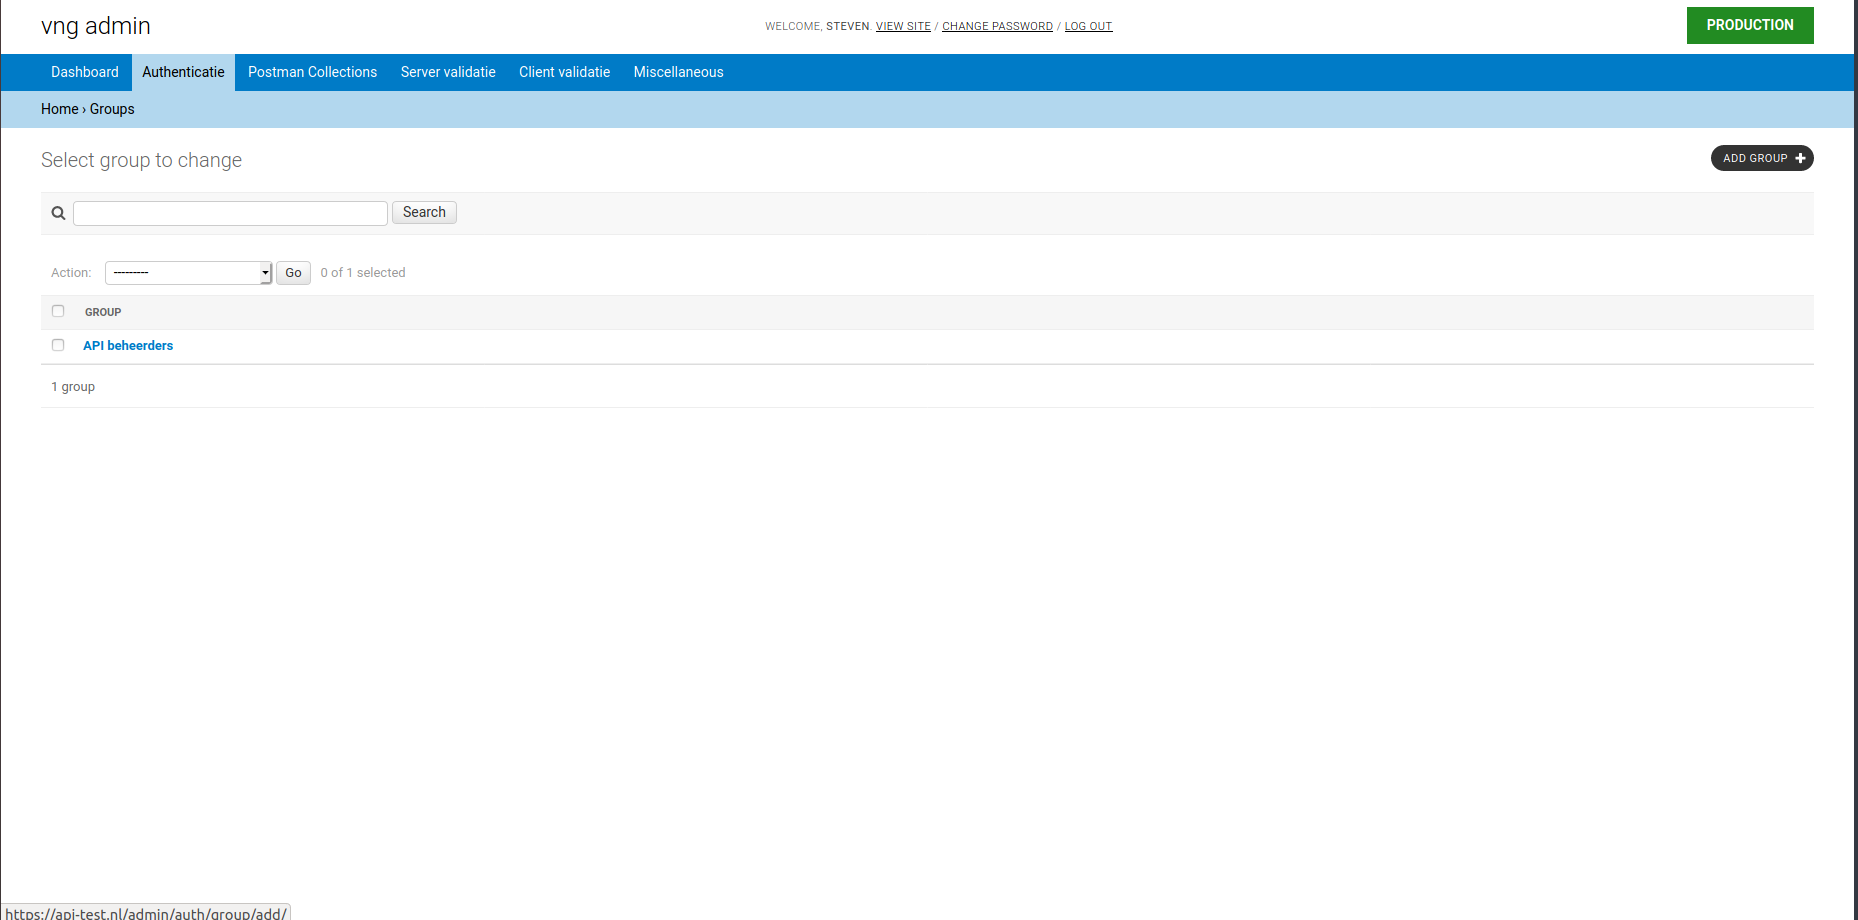 vng admin
WELCOME, STEVEN. VIEW SITE / CHANGE PASSWORD / LOG OUT
PRODUCTION
Dashboard Authenticatie Postman Collections Server validatie Client validatie Miscellaneous
Home › Groups
Select group to change
ADD GROUP
Search
Action: --------- Go 0 of 1 selected
GROUP
API beheerders
1 group
https://api-test.nl/admin/auth/group/add/